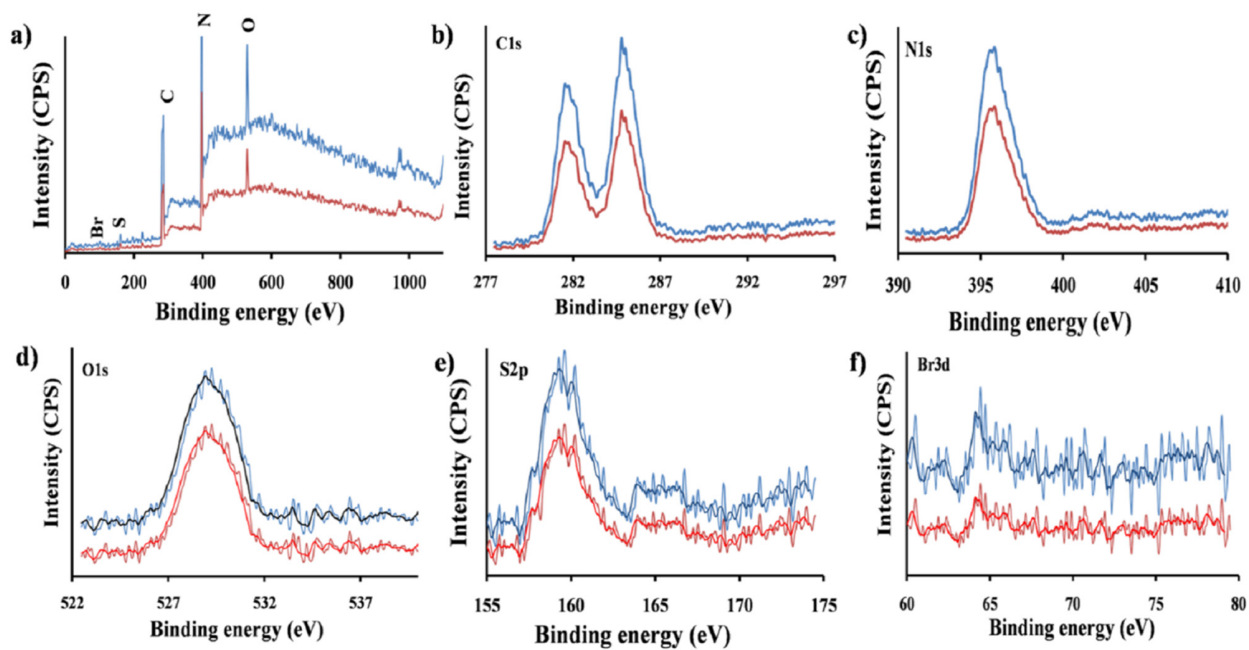 a)
Intensity (CPS)
Br
S
C
N
O
0 200 400 600 800 1000
Binding energy (eV)
b)
C1s
Intensity (CPS)
277 282 287 292 297
Binding energy (eV)
c)
N1s
Intensity (CPS)
390 395 400 405 410
Binding energy (eV)
d)
O1s
Intensity (CPS)
522 527 532 537
Binding energy (eV)
e)
S2p
Intensity (CPS)
155 160 165 170 175
Binding energy (eV)
f)
Br3d
Intensity (CPS)
60 65 70 75 80
Binding energy (eV)